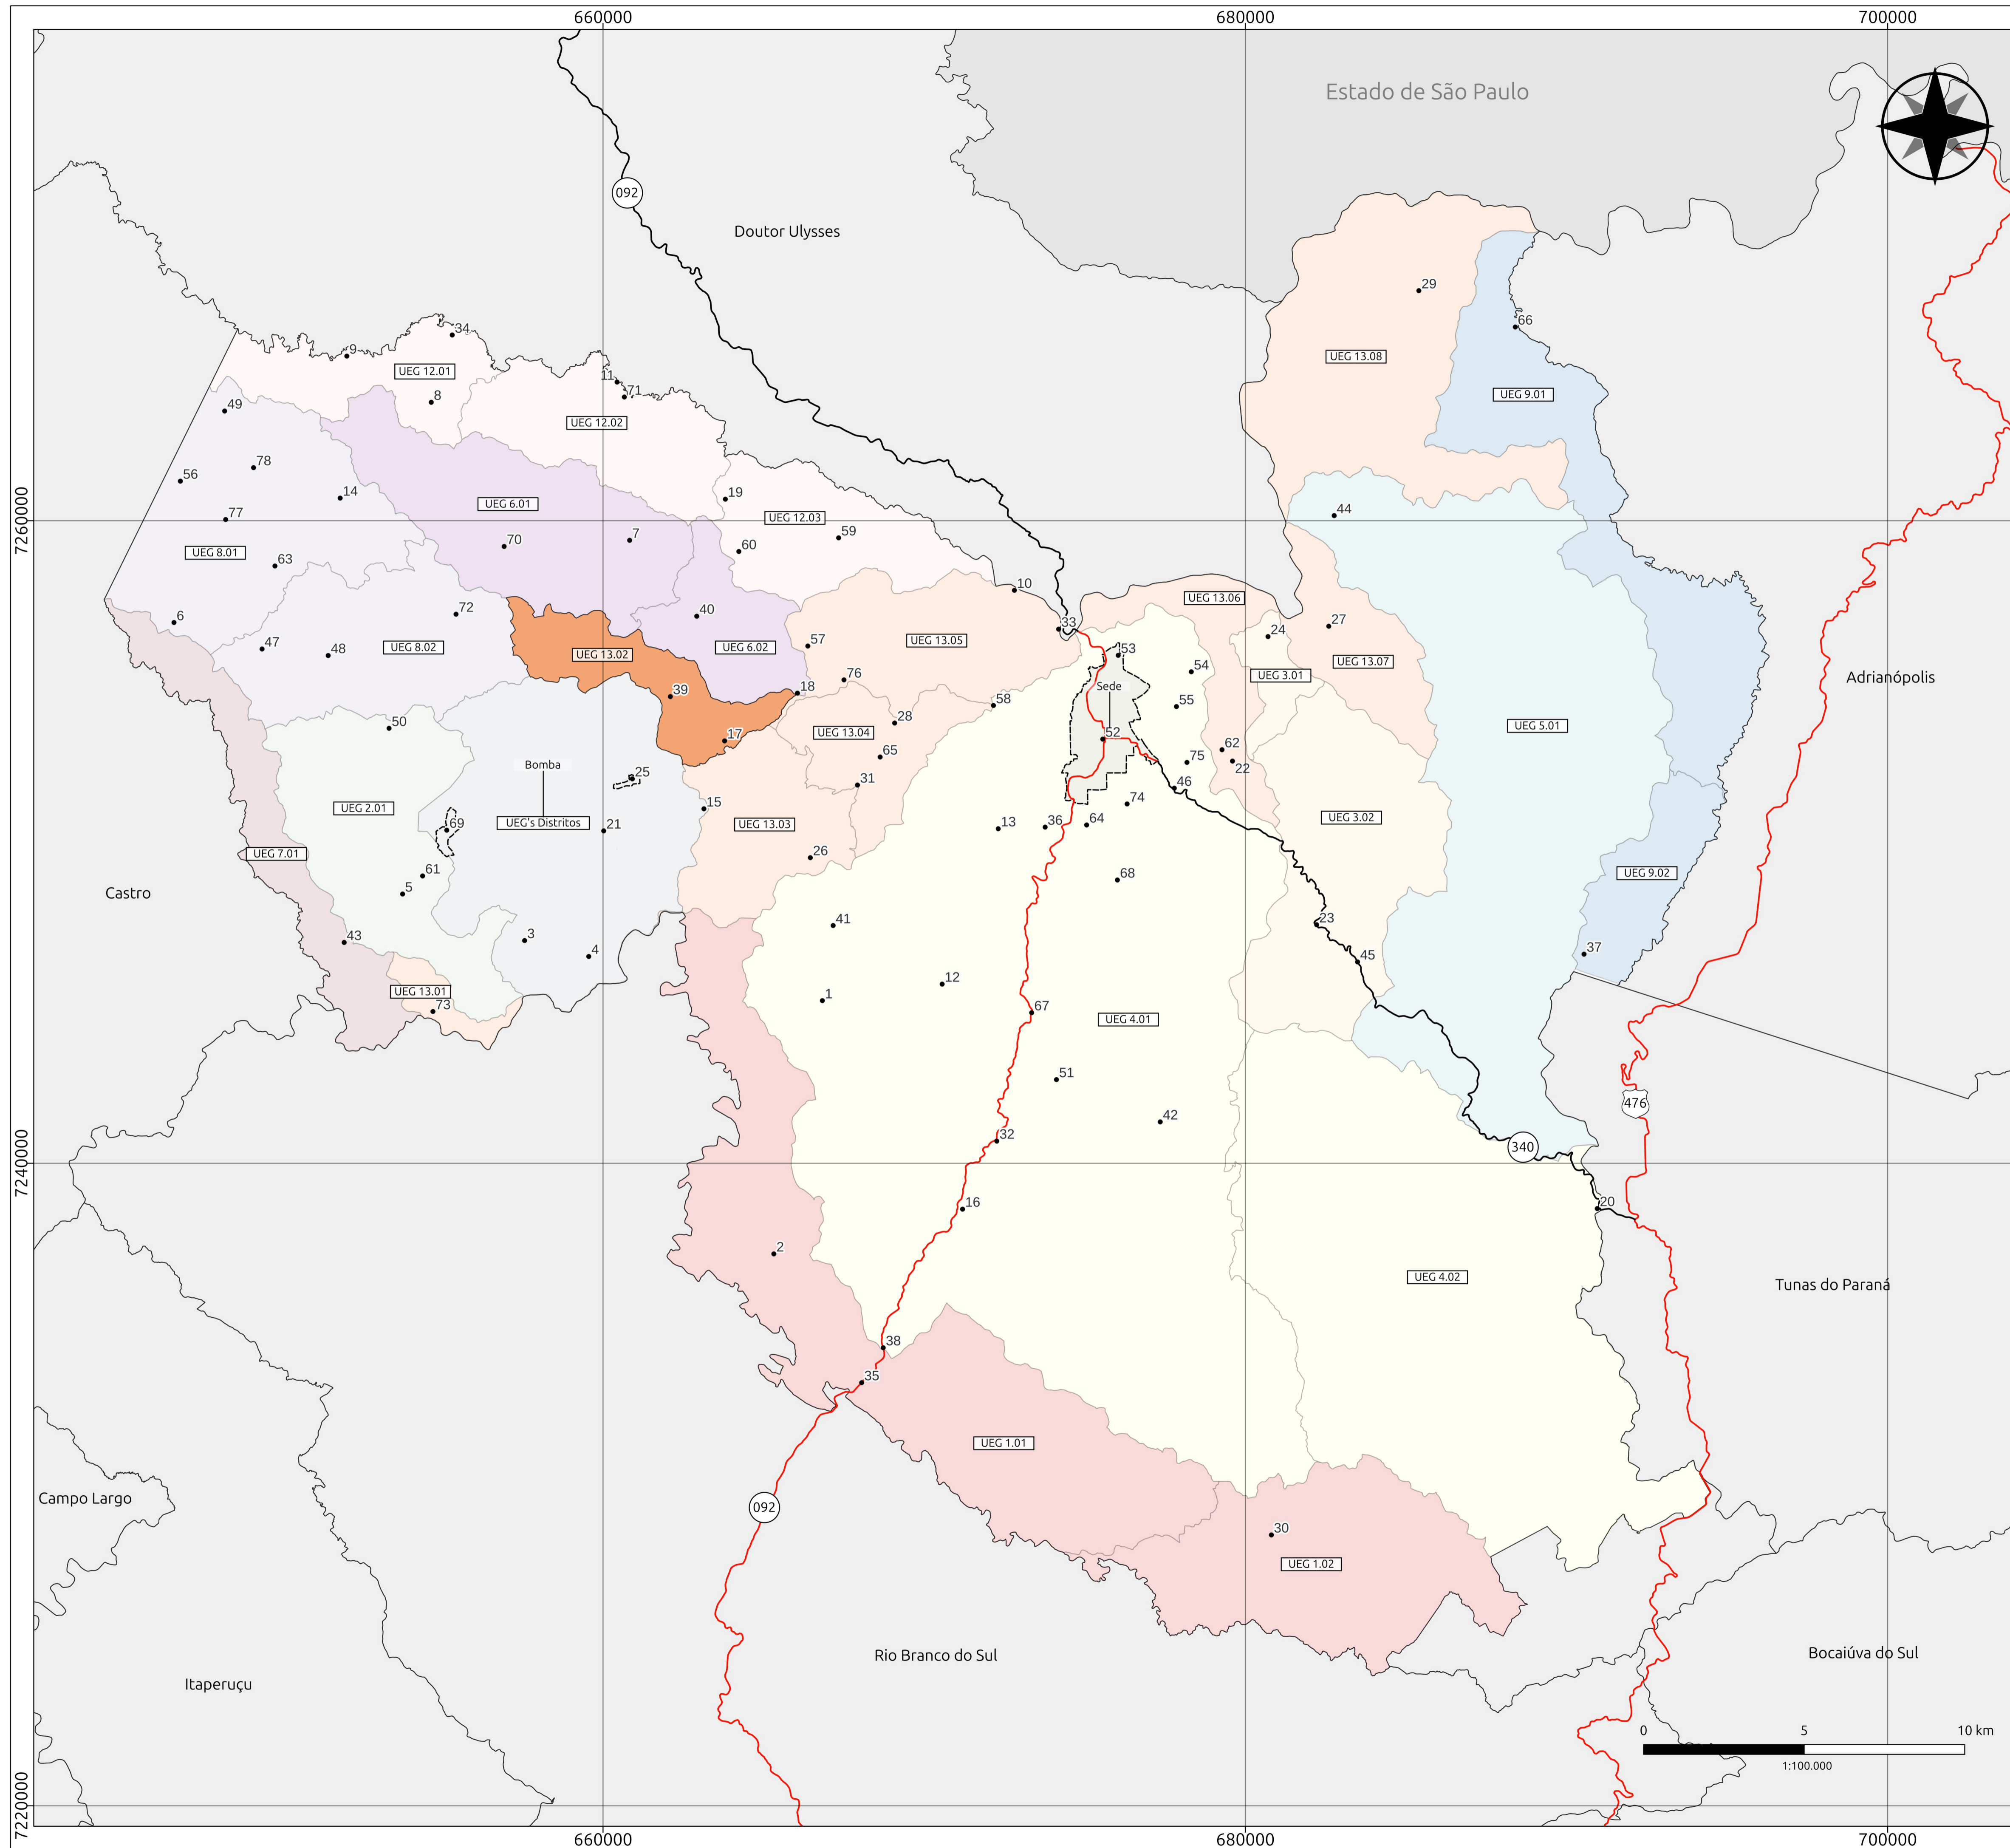 660000
680000
700000
Estado de São Paulo
092
Doutor Ulysses
29
66
34
9
UEG 12.01
UEG 13.08
11
71
8
UEG 9.01
49
UEG 12.02
78
56
14
19
UEG 6.01
44
77
UEG 12.03
7260000
59
7
70
60
UEG 8.01
63
10
UEG 13.06
72
40
6
33
27
24
57
UEG 13.05
47
48
UEG 8.02
UEG 13.02
UEG 6.02
53
UEG 13.07
54
76
UEG 3.01
Adrianópolis
39
18
Sede
58
55
50
28
UEG 13.04
UEG 5.01
17
52
62
65
75
22
Bomba
25
31
46
15
74
UEG 2.01
UEG 3.02
69
UEG's Distritos
21
UEG 13.03
13
36
64
UEG 7.01
26
61
68
UEG 9.02
5
Castro
41
23
43
3
4
45
37
12
UEG 13.01
1
73
67
UEG 4.01
51
476
42
32
340
7240000
16
20
2
UEG 4.02
Tunas do Paraná
38
35
UEG 1.01
Campo Largo
092
30
UEG 1.02
Rio Branco do Sul
Bocaiúva do Sul
Itaperuçu
0
5
10 km
1:100.000
7220000
660000
680000
700000